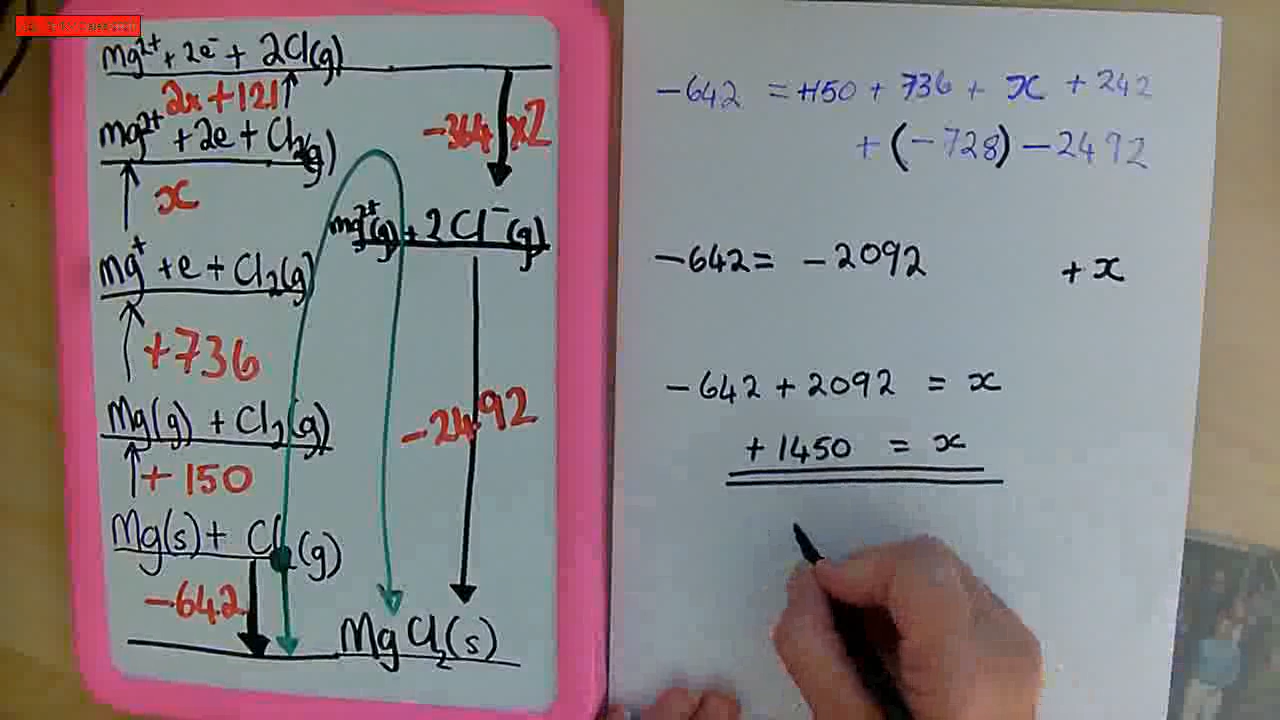 Mg²⁺ + 2e⁻ + 2Cl(g)
2x +121
Mg²⁺ + 2e + Cl₂(g)
x
Mg⁺ + e + Cl₂(g)
+736
Mg(g) + Cl₂(g)
+150
Mg(s) + Cl₂(g)
-642
-364 x2
Mg²⁺(g) + 2Cl⁻(g)
-2492
MgCl₂(s)
-642 = +150 + 736 + x + 242
+ (-728) - 2492
-642 = -2092 + x
-642 + 2092 = x
+1450 = x